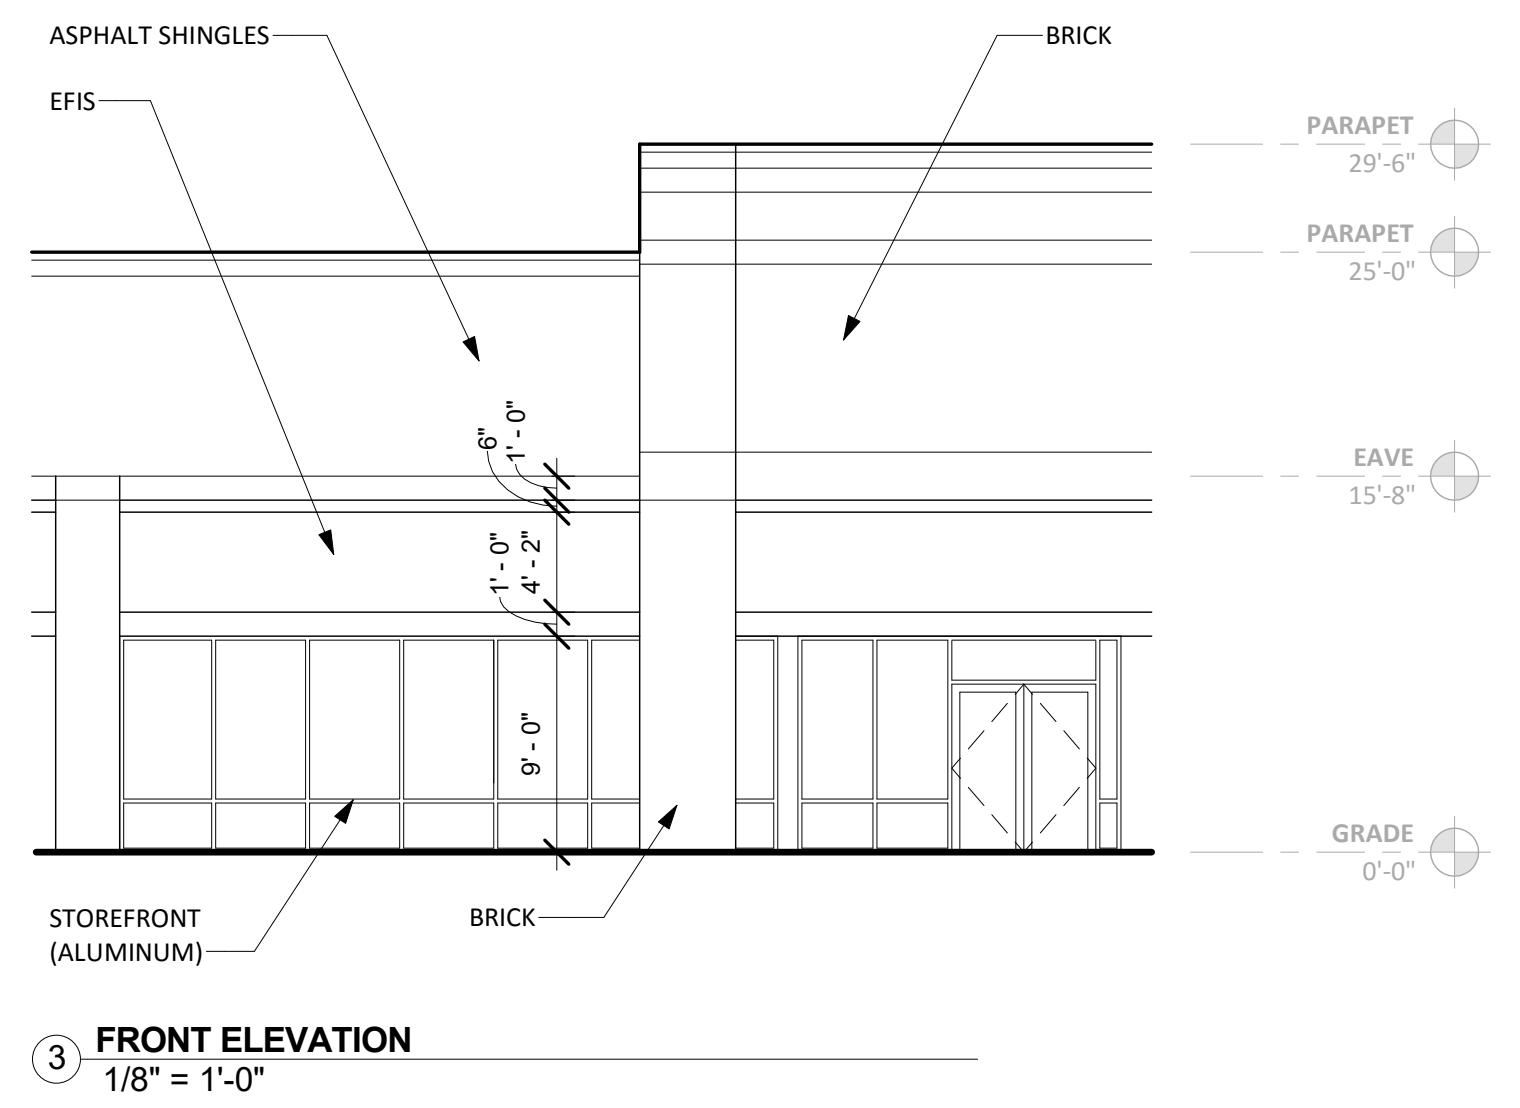 ASPHALT SHINGLES
BRICK
EFIS
PARAPET
29'-6"
PARAPET
25'-0"
6"
1' - 0"
EAVE
15'-8"
1' - 0"
4' - 2"
9' - 0"
GRADE
0'-0"
STOREFRONT
(ALUMINUM)
BRICK
3
FRONT ELEVATION
1/8" = 1'-0"